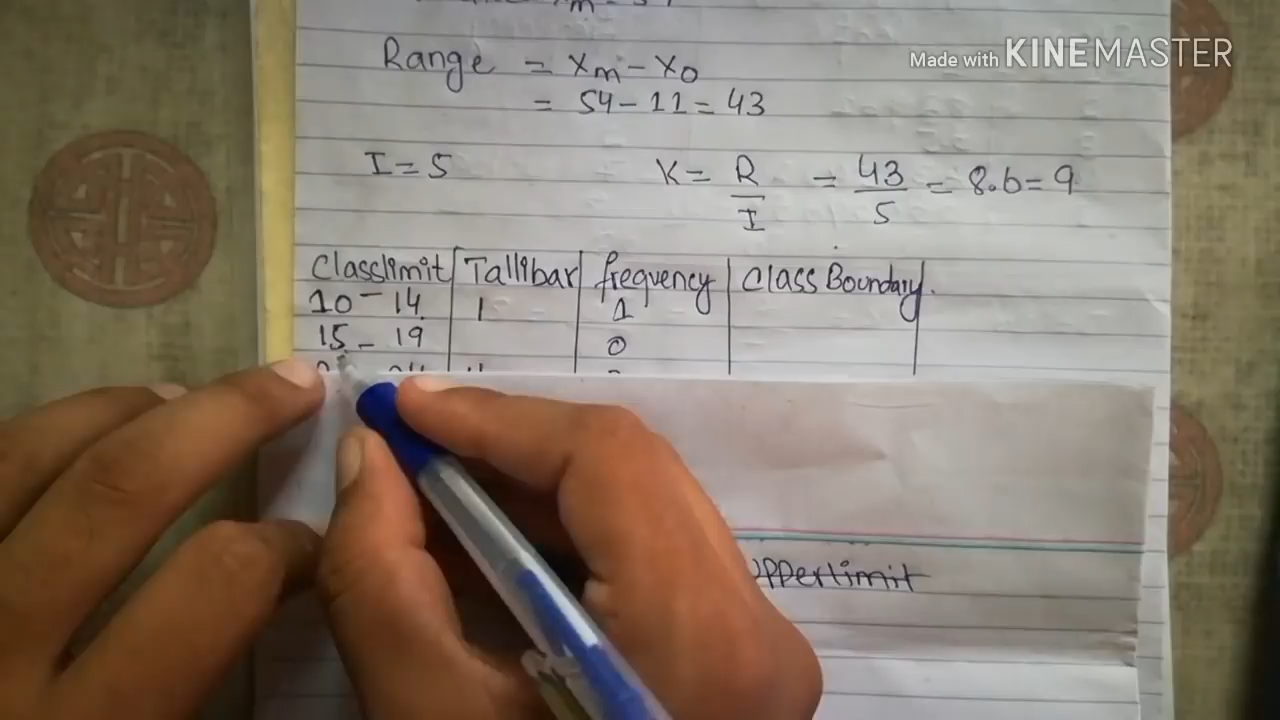 Made with KINEMASTER
Range = Xm - X0
= 54 - 11 = 43
I = 5 K = R/I = 43/5 = 8.6 = 9
Classlimit Tallibar frequency Class Boundary.
10 - 14 1 1
15 - 19 0
Upperlimit